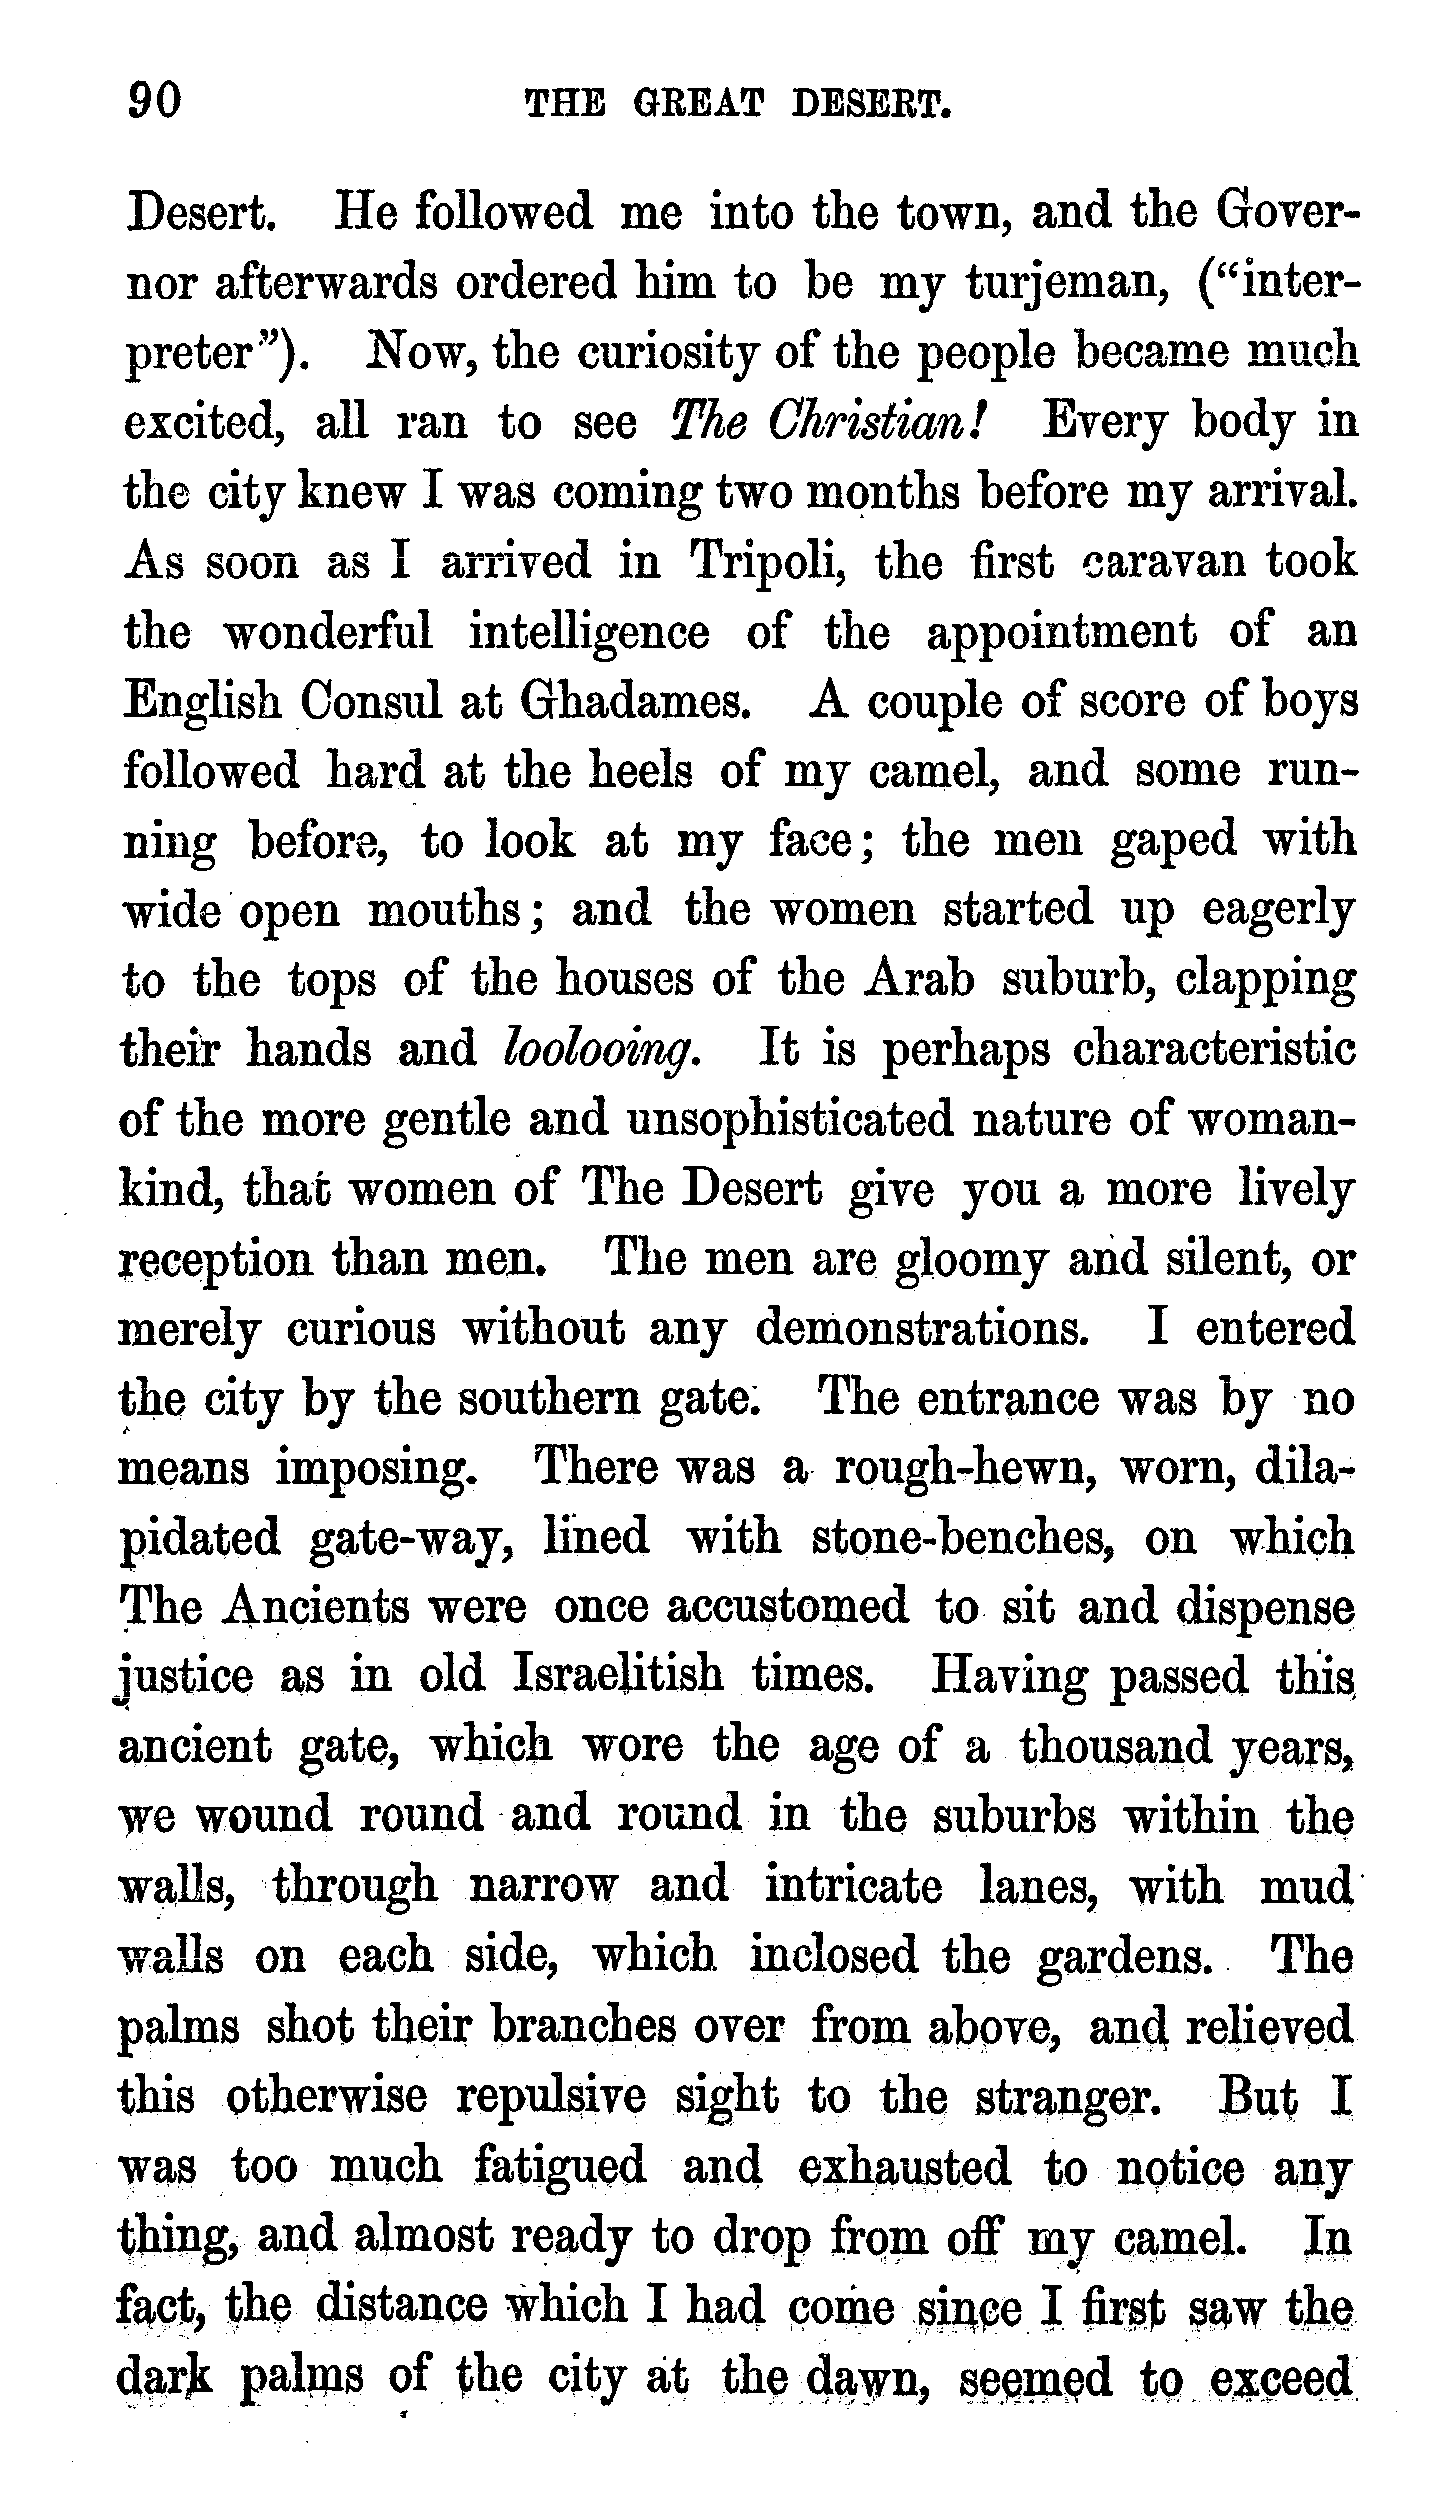 90 THE GREAT DESERT.
Desert. He followed me into the town, and the Gover-
nor afterwards ordered him to be my turjeman, (“inter-
preter”). Now, the curiosity of the people became much
excited, all ran to see The Christian! Every body in
the city knew I was coming two months before my arrival.
As soon as I arrived in Tripoli, the first caravan took
the wonderful intelligence of the appointment of an
English Consul at Ghadames. A couple of score of boys
followed hard at the heels of my camel, and some run-
ning before, to look at my face; the men gaped with
wide open mouths; and the women started up eagerly
to the tops of the houses of the Arab suburb, clapping
their hands and loolooing. It is perhaps characteristic
of the more gentle and unsophisticated nature of woman-
kind, that women of The Desert give you a more lively
reception than men. The men are gloomy and silent, or
merely curious without any demonstrations. I entered
the city by the southern gate. The entrance was by no
means imposing. There was a rough-hewn, worn, dila-
pidated gate-way, lined with stone-benches, on which
The Ancients were once accustomed to sit and dispense
justice as in old Israelitish times. Having passed this
ancient gate, which wore the age of a thousand years,
we wound round and round in the suburbs within the
walls, through narrow and intricate lanes, with mud
walls on each side, which inclosed the gardens. The
palms shot their branches over from above, and relieved
this otherwise repulsive sight to the stranger. But I
was too much fatigued and exhausted to notice any
thing, and almost ready to drop from off my camel. In
fact, the distance which I had come since I first saw the
dark palms of the city at the dawn, seemed to exceed